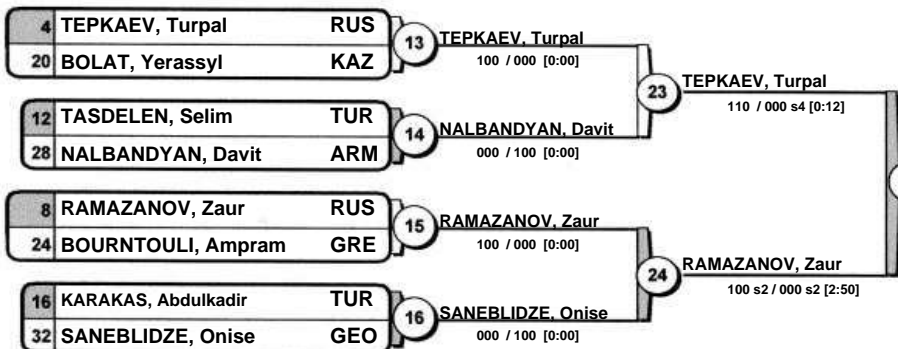 4 TEPKAEV, Turpal RUS
20 BOLAT, Yerassyl KAZ
13
TEPKAEV, Turpal
100 / 000 [0:00]
12 TASDELEN, Selim TUR
28 NALBANDYAN, Davit ARM
14
NALBANDYAN, Davit
000 / 100 [0:00]
23
TEPKAEV, Turpal
110 / 000 s4 [0:12]
8 RAMAZANOV, Zaur RUS
24 BOURNTOULI, Ampram GRE
15
RAMAZANOV, Zaur
100 / 000 [0:00]
16 KARAKAS, Abdulkadir TUR
32 SANEBLIDZE, Onise GEO
16
SANEBLIDZE, Onise
000 / 100 [0:00]
24
RAMAZANOV, Zaur
100 s2 / 000 s2 [2:50]